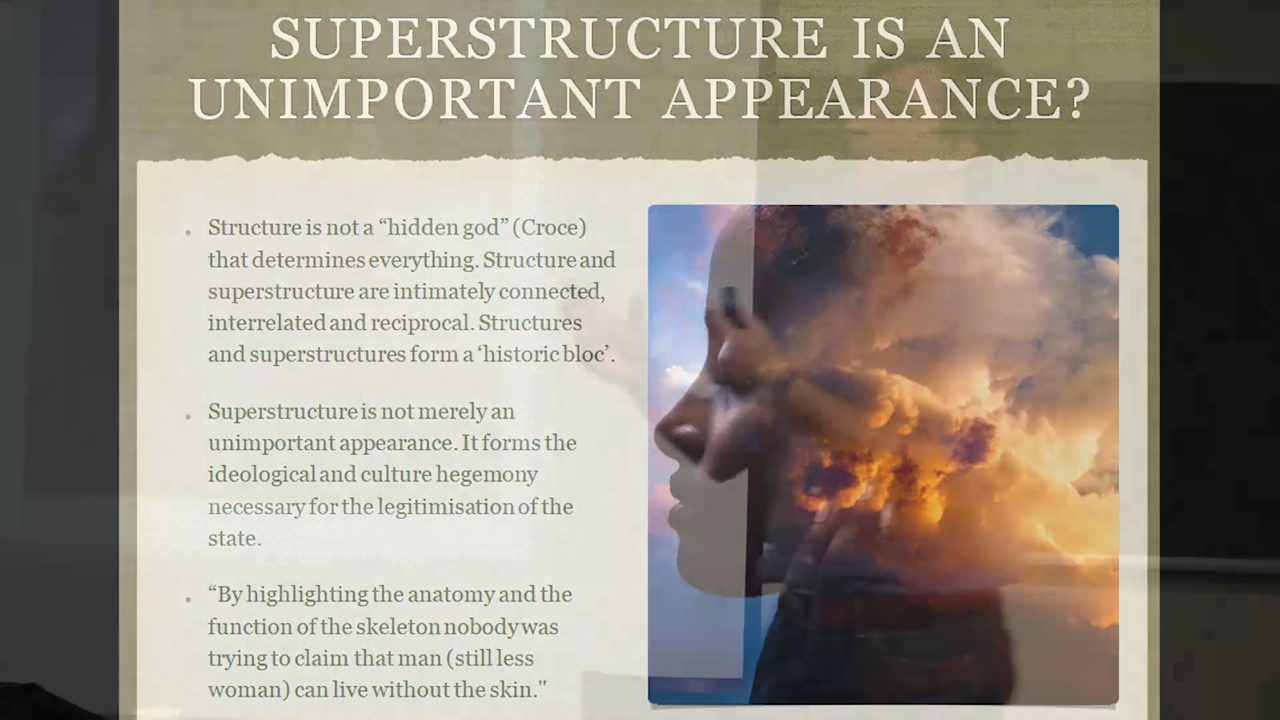 SUPERSTRUCTURE IS AN
UNIMPORTANT APPEARANCE?
Structure is not a “hidden god” (Croce)
that determines everything. Structure and
superstructure are intimately connected,
interrelated and reciprocal. Structures
and superstructures form a ‘historic bloc’.
Superstructure is not merely an
unimportant appearance. It forms the
ideological and culture hegemony
necessary for the legitimisation of the
state.
“By highlighting the anatomy and the
function of the skeleton nobody was
trying to claim that man (still less
woman) can live without the skin."